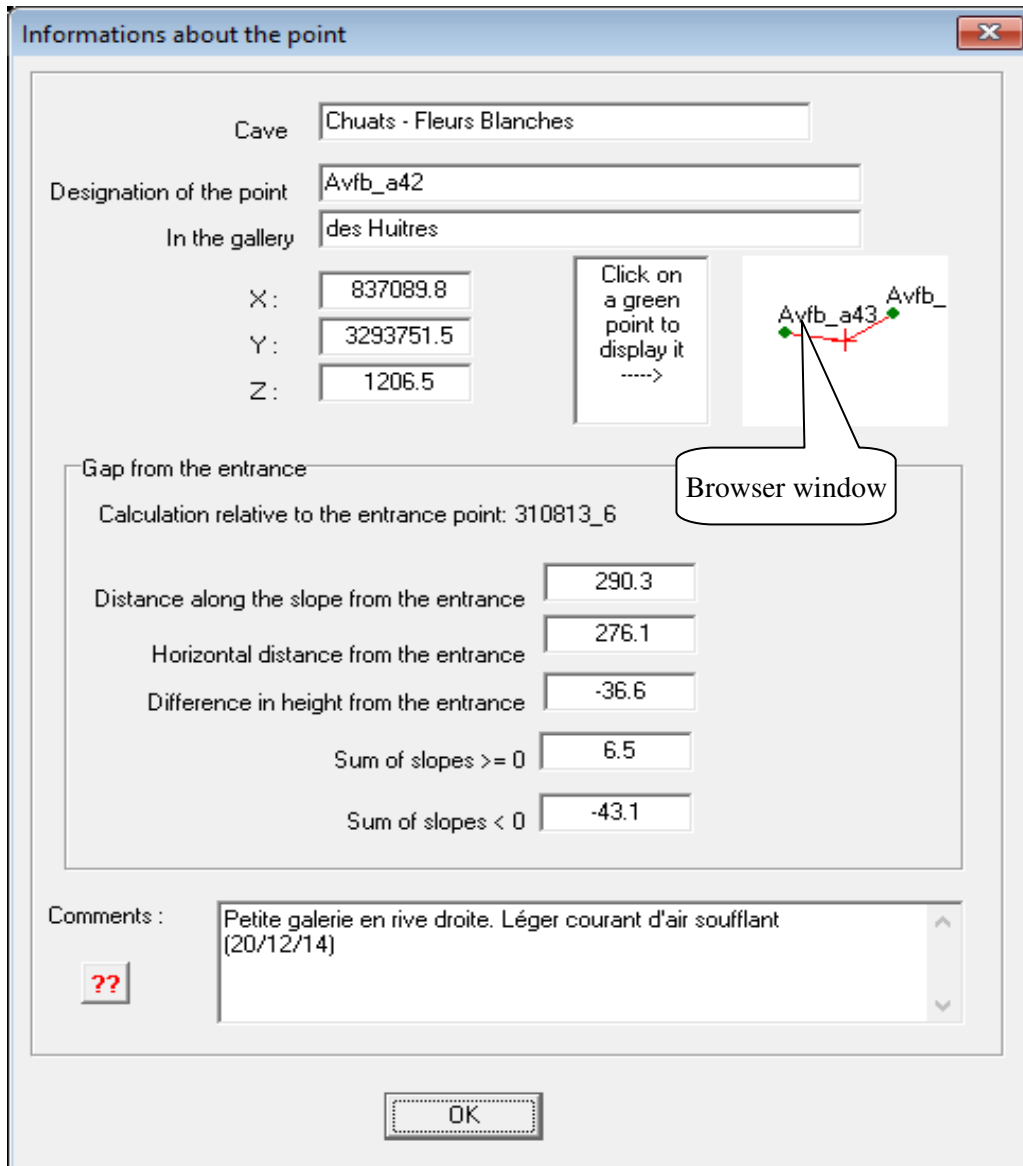 Informations about the point
Cave
Chuats - Fleurs Blanches
Designation of the point
Avfb_a42
In the gallery
des Huitres
X :
837089.8
Y :
3293751.5
Z :
1206.5
Click on
a green
point to
display it
----->
Avfb_a43
Avfb_
Browser window
Gap from the entrance
Calculation relative to the entrance point: 310813_6
Distance along the slope from the entrance
290.3
Horizontal distance from the entrance
276.1
Difference in height from the entrance
-36.6
Sum of slopes >= 0
6.5
Sum of slopes < 0
-43.1
Comments :
Petite galerie en rive droite. Léger courant d'air soufflant
(20/12/14)
??
OK